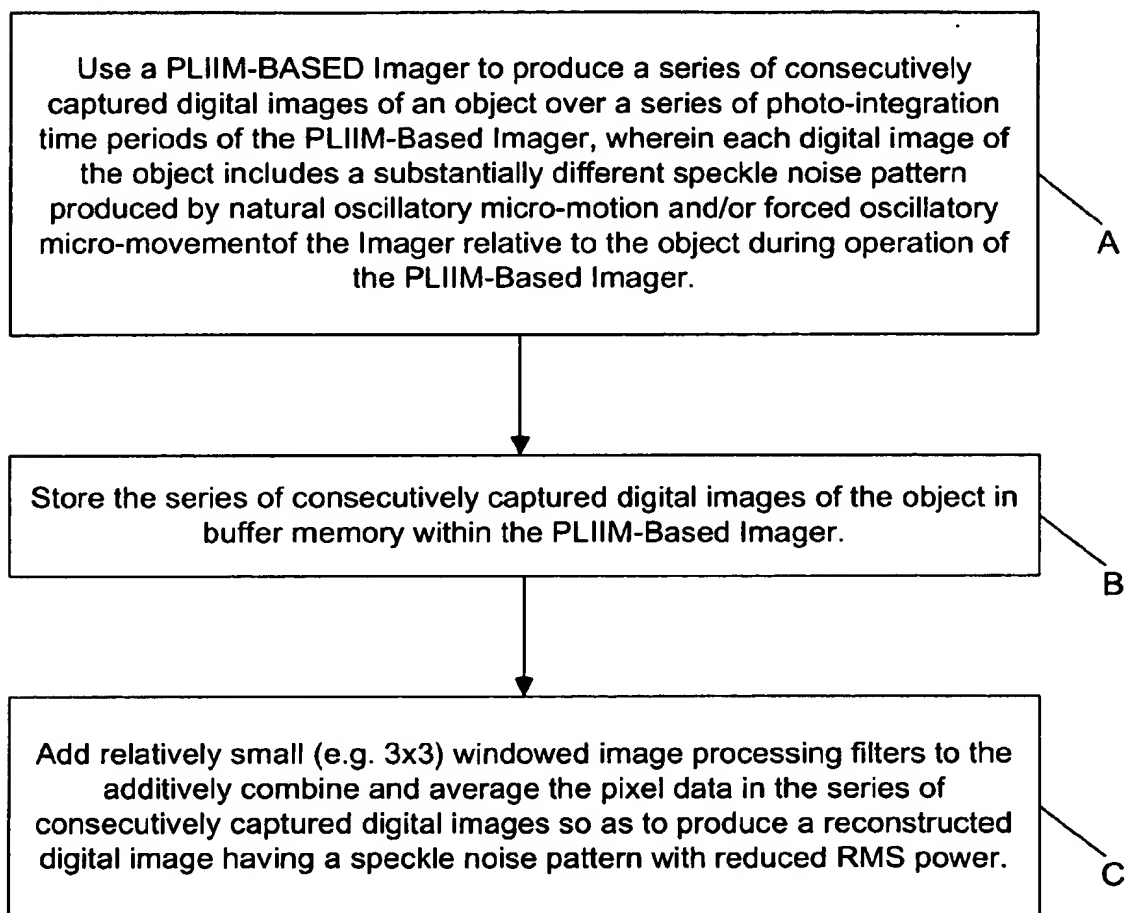 Use a PLIIM-BASED Imager to produce a series of consecutively
captured digital images of an object over a series of photo-integration
time periods of the PLIIM-Based Imager, wherein each digital image of
the object includes a substantially different speckle noise pattern
produced by natural oscillatory micro-motion and/or forced oscillatory
micro-movementof the Imager relative to the object during operation of
the PLIIM-Based Imager.
A
Store the series of consecutively captured digital images of the object in
buffer memory within the PLIIM-Based Imager.
B
Add relatively small (e.g. 3x3) windowed image processing filters to the
additively combine and average the pixel data in the series of
consecutively captured digital images so as to produce a reconstructed
digital image having a speckle noise pattern with reduced RMS power.
C